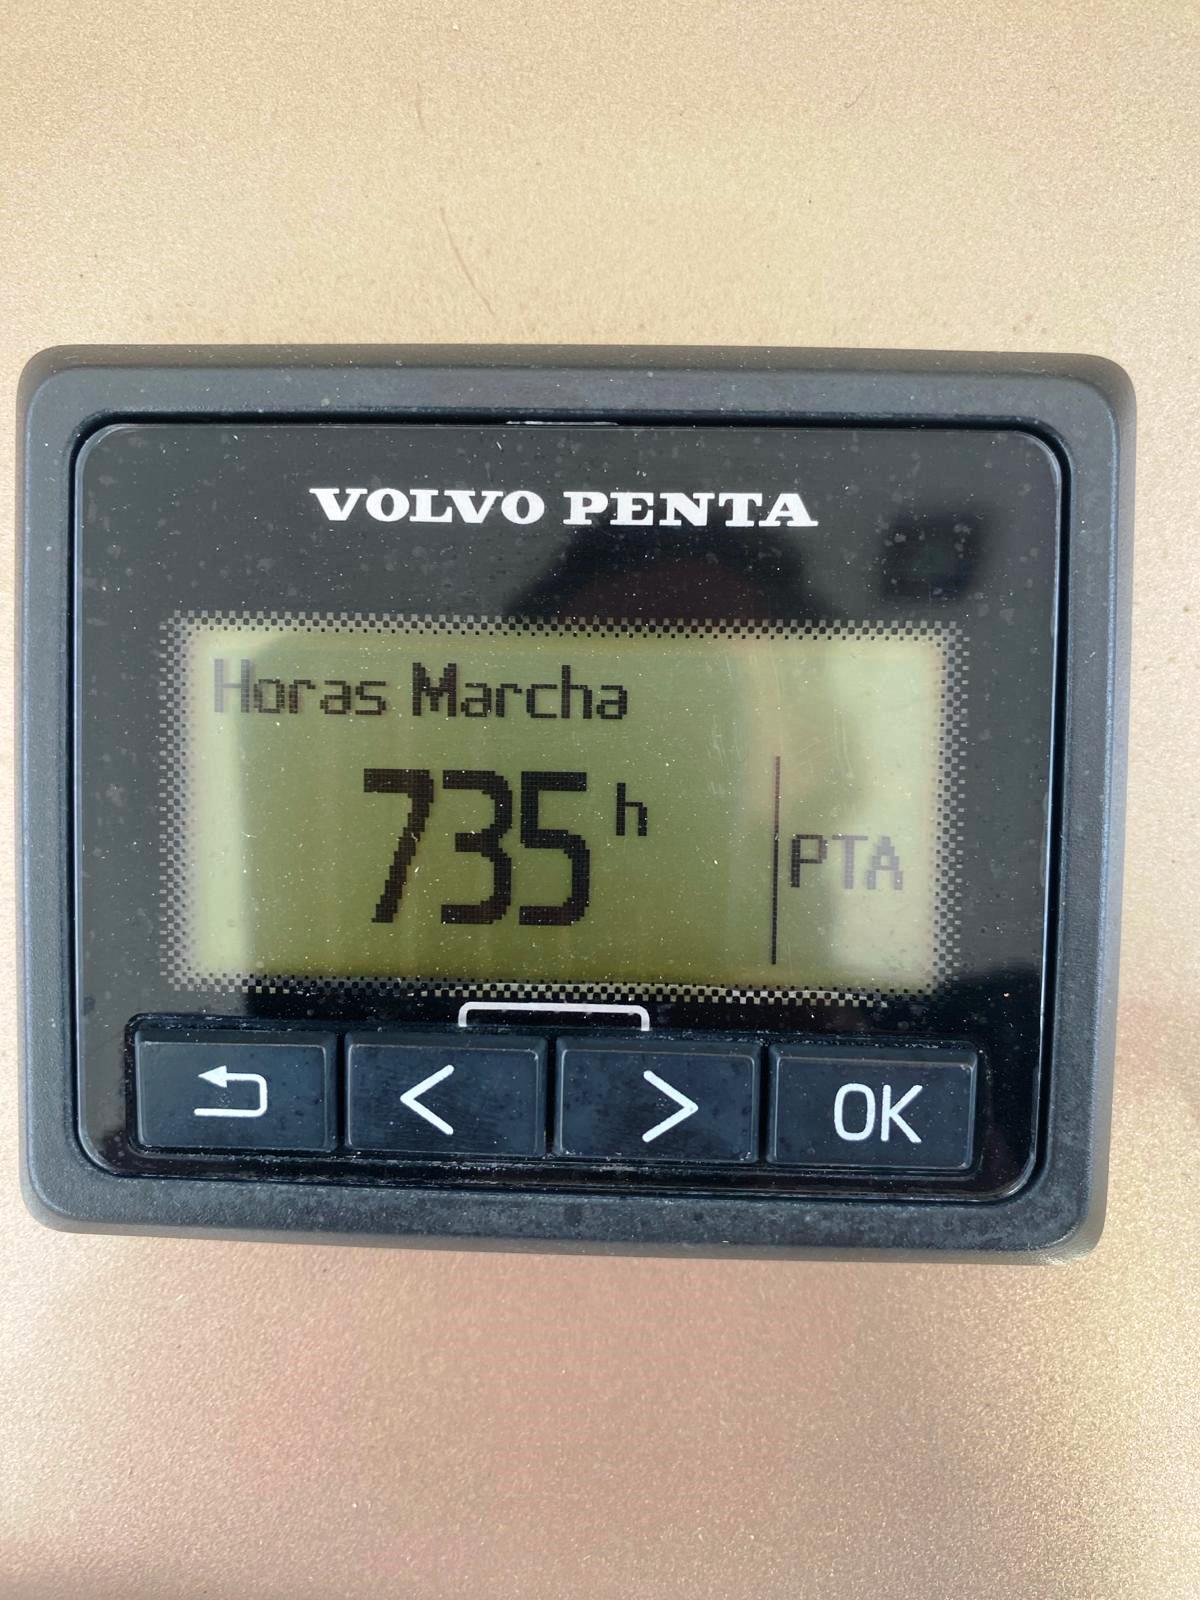 VOLVO PENTA
Horas Marcha
735 h
PTA
< > OK